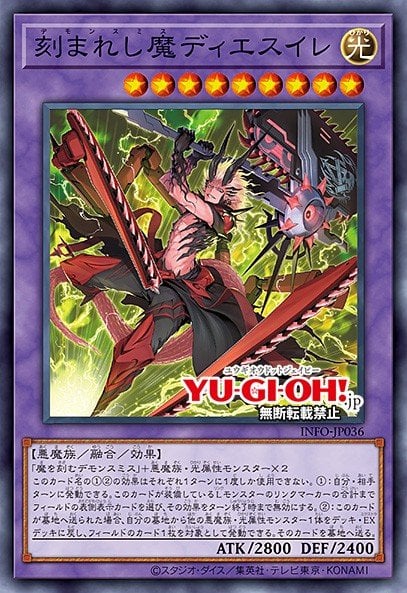 デモンスミス
刻まれし魔ディエスイレ
ひかり
光
ユウギオウドットジェイピー
YU-GI-OH!.jp
無断転載禁止
INFO-JP036
【悪魔族／融合／効果】
「魔を刻むデモンスミス」+悪魔族・光属性モンスター×2
このカード名の①②の効果はそれぞれ1ターンに1度しか使用できない。①：自分・相手
ターンに発動できる。このカードが装備しているLモンスターのリンクマーカーの合計まで
フィールドの表側表示カードを選び、その効果をターン終了時まで無効にする。②：このカード
が墓地へ送られた場合、自分の墓地から他の悪魔族・光属性モンスター1体をデッキ・EX
デッキに戻し、フィールドのカード1枚を対象として発動できる。そのカードを墓地へ送る。
ATK/2800 DEF/2400
©スタジオ・ダイス／集英社・テレビ東京・KONAMI